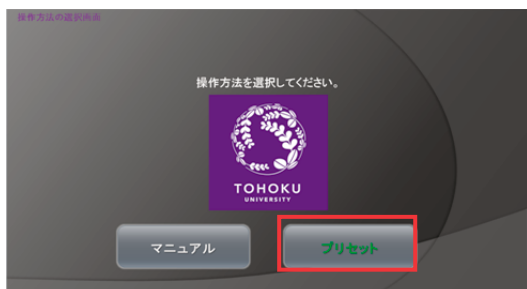 操作方法の選択画面
操作方法を選択してください。
TOHOKU
UNIVERSITY
マニュアル
プリセット